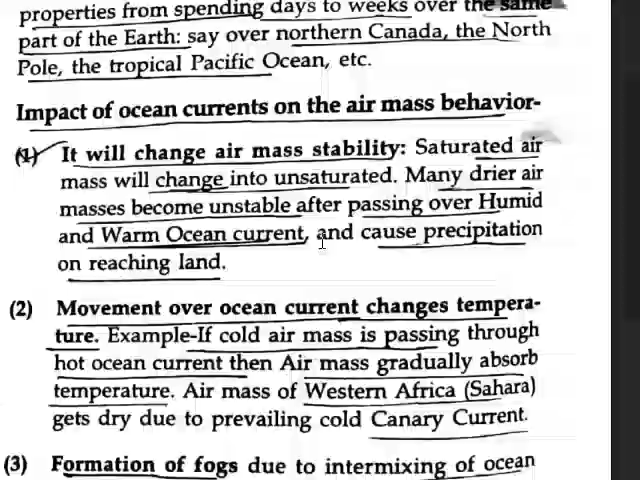 properties from spending days to weeks over the same
part of the Earth: say over northern Canada, the North
Pole, the tropical Pacific Ocean, etc.
Impact of ocean currents on the air mass behavior-
(1) It will change air mass stability: Saturated air
mass will change into unsaturated. Many drier air
masses become unstable after passing over Humid
and Warm Ocean current, and cause precipitation
on reaching land.
(2) Movement over ocean current changes tempera-
ture. Example-If cold air mass is passing through
hot ocean current then Air mass gradually absorb
temperature. Air mass of Western Africa (Sahara)
gets dry due to prevailing cold Canary Current.
(3) Formation of fogs due to intermixing of ocean